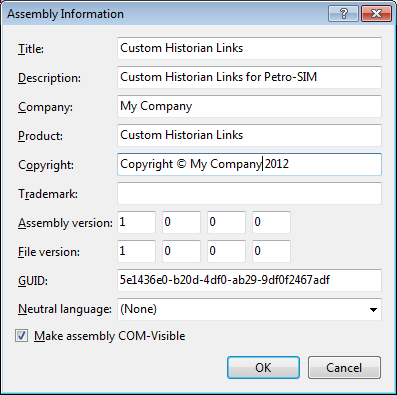 Assembly Information
Title: Custom Historian Links
Description: Custom Historian Links for Petro-SIM
Company: My Company
Product: Custom Historian Links
Copyright: Copyright © My Company 2012
Trademark:
Assembly version: 1 0 0 0
File version: 1 0 0 0
GUID: 5e1436e0-b20d-4df0-ab29-9df0f2467adf
Neutral language: (None)
Make assembly COM-Visible
OK Cancel